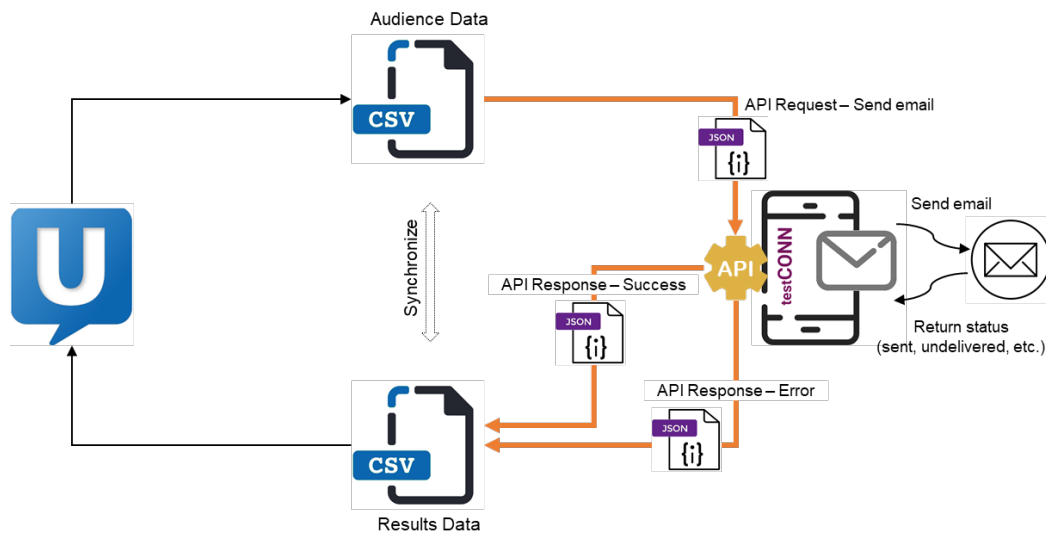 Audience Data
CSV
API Request – Send email
JSON
{i}
U
Synchronize
API
testCONN
Send email
API Response – Success
JSON
{i}
Return status
(sent, undelivered, etc.)
API Response – Error
JSON
{i}
CSV
Results Data